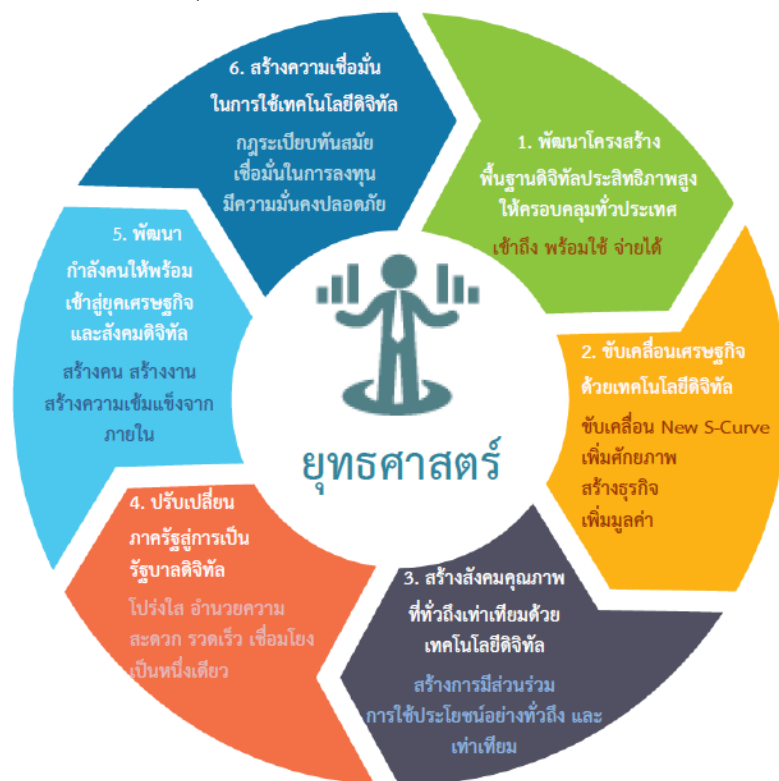 1. พัฒนาโครงสร้าง
พื้นฐานดิจิทัลประสิทธิภาพสูง
ให้ครอบคลุมทั่วประเทศ
เข้าถึง พร้อมใช้ จ่ายได้
2. ขับเคลื่อนเศรษฐกิจ
ด้วยเทคโนโลยีดิจิทัล
ขับเคลื่อน New S-Curve
เพิ่มศักยภาพ
สร้างธุรกิจ
เพิ่มมูลค่า
3. สร้างสังคมคุณภาพ
ที่ทั่วถึงเท่าเทียมด้วย
เทคโนโลยีดิจิทัล
สร้างการมีส่วนร่วม
การใช้ประโยชน์อย่างทั่วถึง และ
เท่าเทียม
4. ปรับเปลี่ยน
ภาครัฐสู่การเป็น
รัฐบาลดิจิทัล
โปร่งใส อำนวยความ
สะดวก รวดเร็ว เชื่อมโยง
เป็นหนึ่งเดียว
5. พัฒนา
กำลังคนให้พร้อม
เข้าสู่ยุคเศรษฐกิจ
และสังคมดิจิทัล
สร้างคน สร้างงาน
สร้างความเข้มแข็งจาก
ภายใน
6. สร้างความเชื่อมั่น
ในการใช้เทคโนโลยีดิจิทัล
กฎระเบียบทันสมัย
เชื่อมั่นในการลงทุน
มีความมั่นคงปลอดภัย
ยุทธศาสตร์